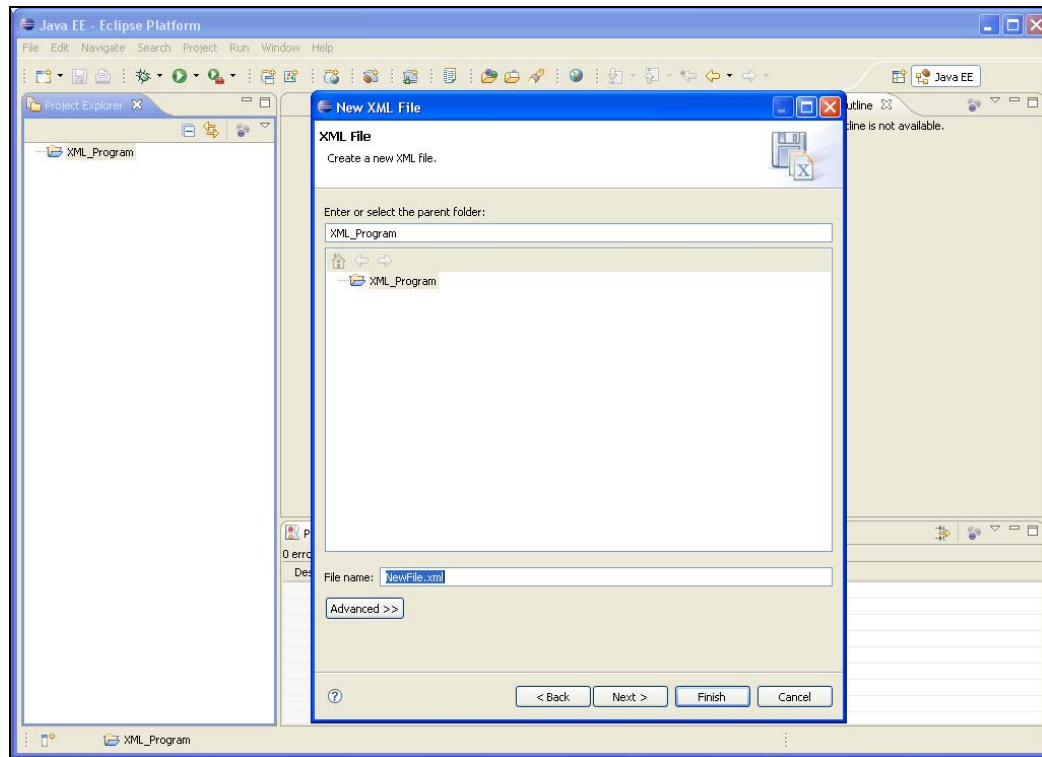 Java EE - Eclipse Platform
File Edit Navigate Search Project Run Window Help
Java EE
Project Explorer
XML_Program
New XML File
XML File
Create a new XML file.
X
Enter or select the parent folder:
XML_Program
XML_Program
File name: NewFile.xml
Advanced >>
? < Back Next > Finish Cancel
utline
tline is not available.
P
0 erro
Des
XML_Program